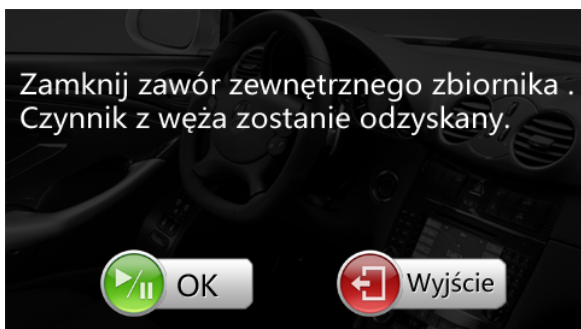 Zamknij zawór zewnętrznego zbiornika .
Czynnik z węża zostanie odzyskany.
OK
Wyjście